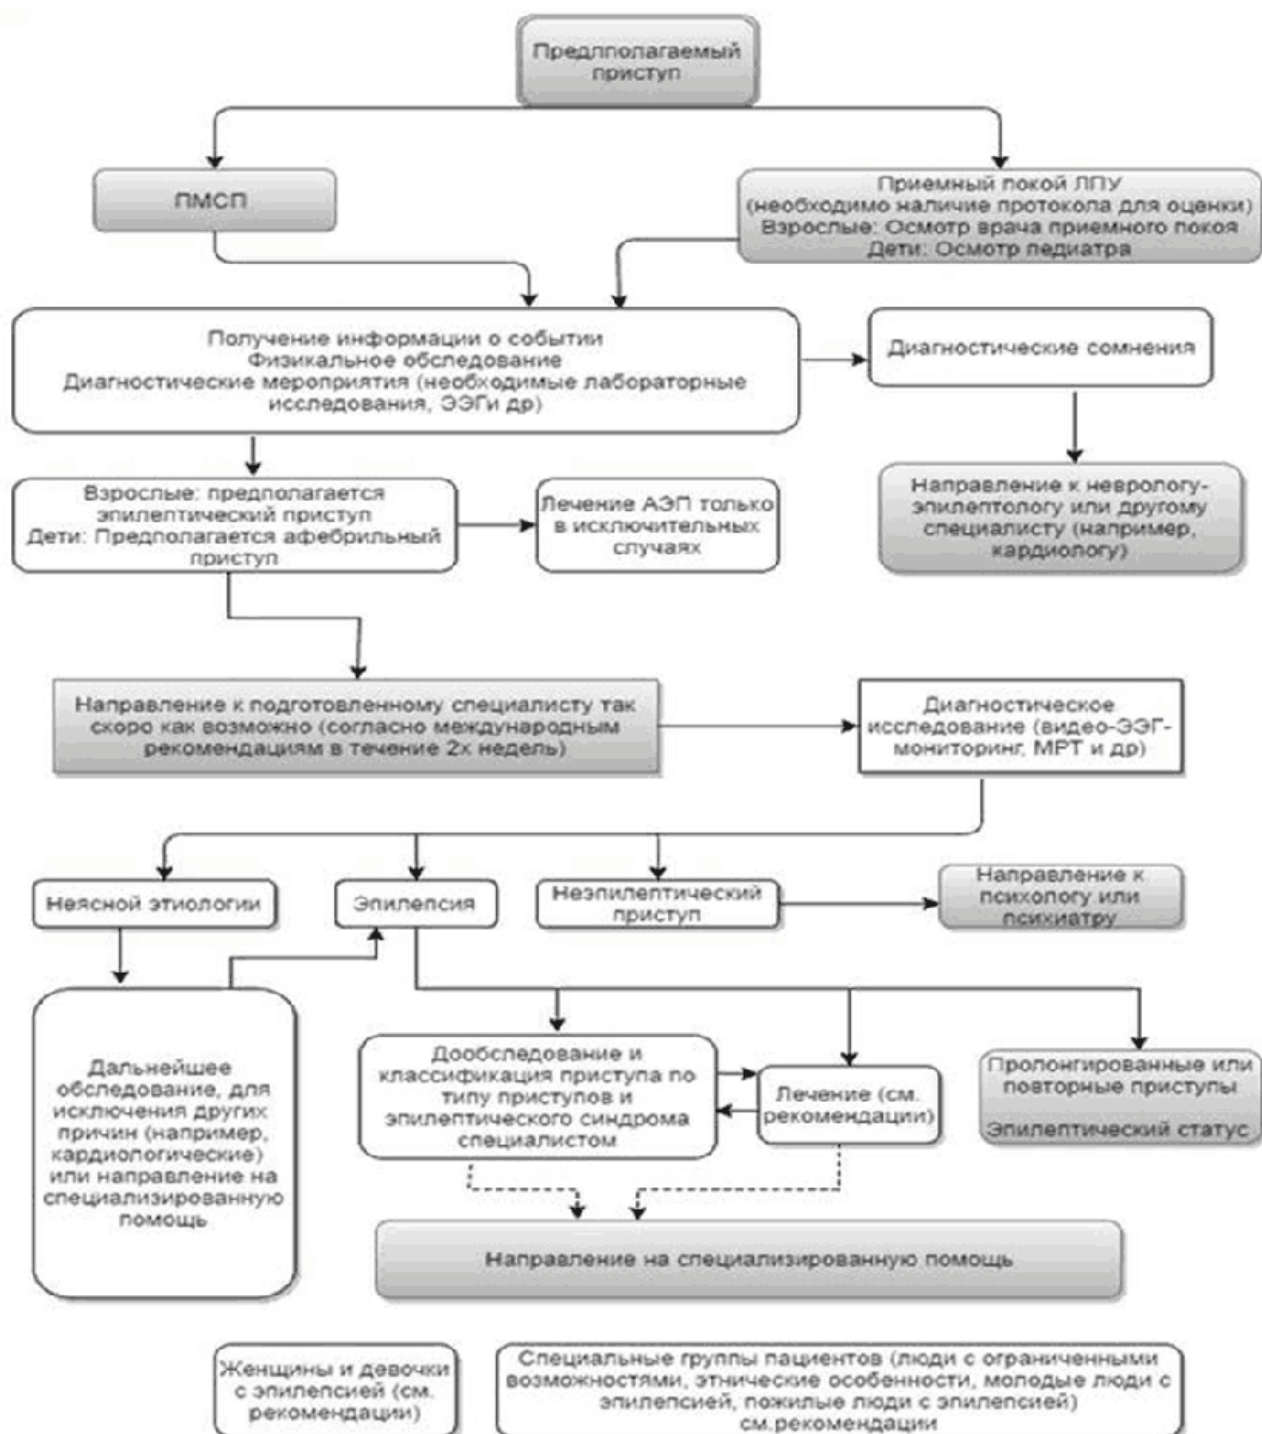 Предлполагаемый
приступ
ПМСП
Приемный покой ЛПУ
(необходимо наличие протокола для оценки)
Взрослые: Осмотр врача приемного покоя
Дети: Осмотр педиатра
Получение информации о событии
Физикальное обследование
Диагностические мероприятия (необходимые лабораторные
исследования, ЭЭГи др)
Диагностические сомнения
Взрослые: предполагается
эпилептический приступ
Дети: Предполагается афебрильный
приступ
Лечение АЭП только
в исключительных
случаях
Направление к неврологу-
эпилептологу или другому
специалисту (например,
кардиологу)
Направление к подготовленному специалисту так
скоро как возможно (согласно международным
рекомендациям в течение 2х недель)
Диагностическое
исследование (видео-ЭЭГ-
мониторинг, МРТ и др)
Неясной этиологии
Эпилепсия
Неэпилептический
приступ
Направление к
психологу или
психиатру
Дальнейшее
обследование, для
исключения других
причин (например,
кардиологические)
или направление на
специализированную
помощь
Дообследование и
классификация приступа по
типу приступов и
эпилептического синдрома
специалистом
Лечение (см.
рекомендации)
Пролонгированные или
повторные приступы
Эпилептический статус
Направление на специализированную помощь
Женщины и девочки
с эпилепсией (см.
рекомендации)
Специальные группы пациентов (люди с ограниченными
возможностями, этнические особенности, молодые люди с
эпилепсией, пожилые люди с эпилепсией)
см.рекомендации